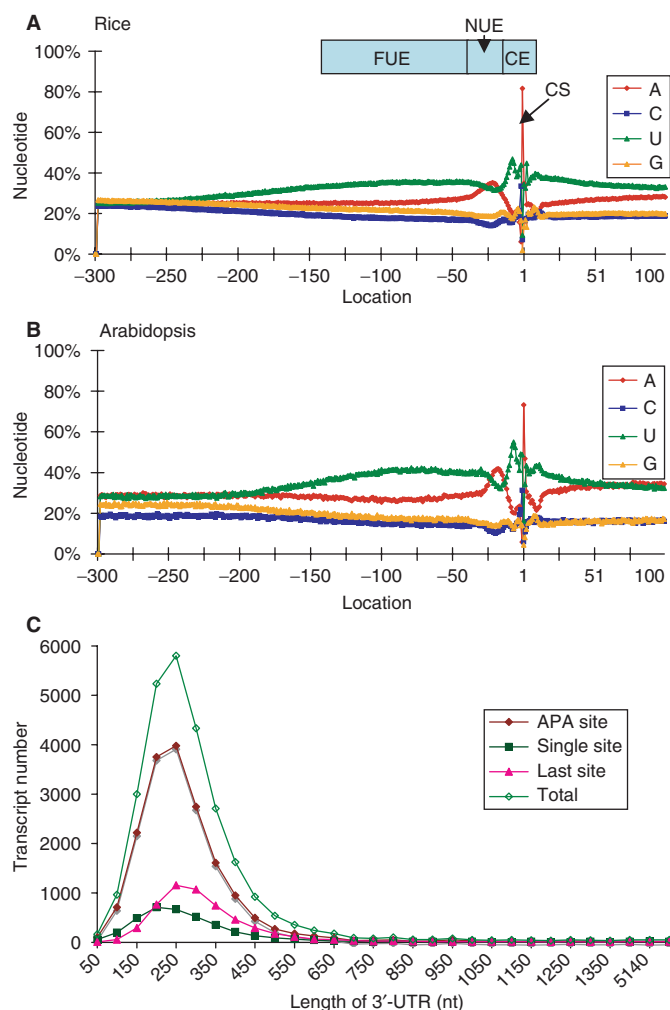 A Rice
NUE
FUE
CE
CS
100%
80%
60%
40%
20%
0%
Nucleotide
A
C
U
G
−300 −250 −200 −150 −100 −50 1 51 100
Location
B Arabidopsis
100%
80%
60%
40%
20%
0%
Nucleotide
A
C
U
G
−300 −250 −200 −150 −100 −50 1 51 100
Location
C
6000
5000
4000
3000
2000
1000
0
Transcript number
APA site
Single site
Last site
Total
50 150 250 350 450 550 650 750 850 950 1050 1150 1250 1350 5140
Length of 3′-UTR (nt)